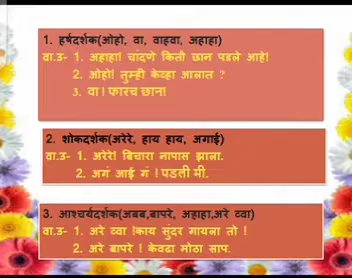 1. हर्षदर्शक(ओहो, वा, वाहवा, अहाहा)
वा.उ- 1. अहाहा! चांदणे किती छान पडले आहे!
2. ओहो! तुम्ही केव्हा आलात ?
3. वा ! फारच छान!
2. शोकदर्शक(अरेरे, हाय हाय, अगाई)
वा.उ- 1. अरेरे! बिचारा नापास झाला.
2. अगं आई गं ! पडली मी.
3. आश्चर्यदर्शक(अबब,बापरे, अहाहा,अरे व्वा)
वा.उ- 1. अरे व्वा !काय सुंदर गायला तो !
2. अरे बापरे ! केवढा मोठा साप.